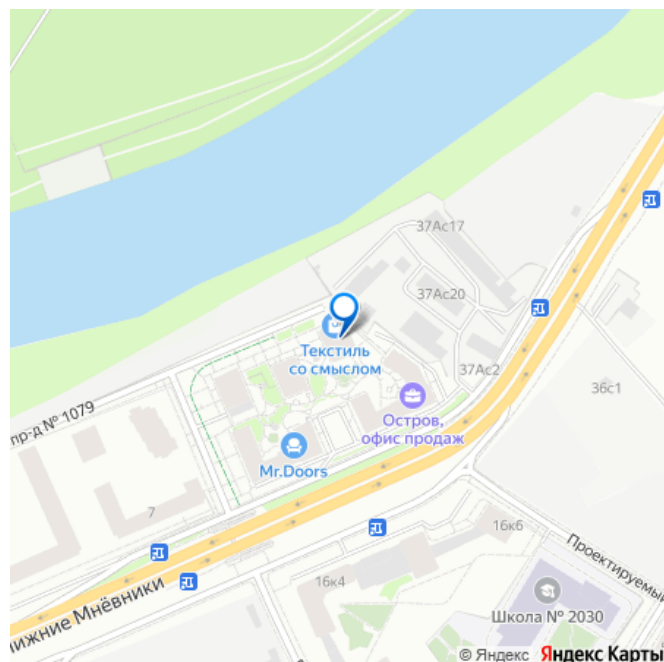 37Ас17
37Ас20
Текстиль
со смыслом
37Ас2
36с1
Остров,
офис продаж
пр-д № 1079
Mr.Doors
7
16к6
Проектируемый
16к4
ижние Мнёвники
Школа № 2030
© Яндекс Яндекс Карты